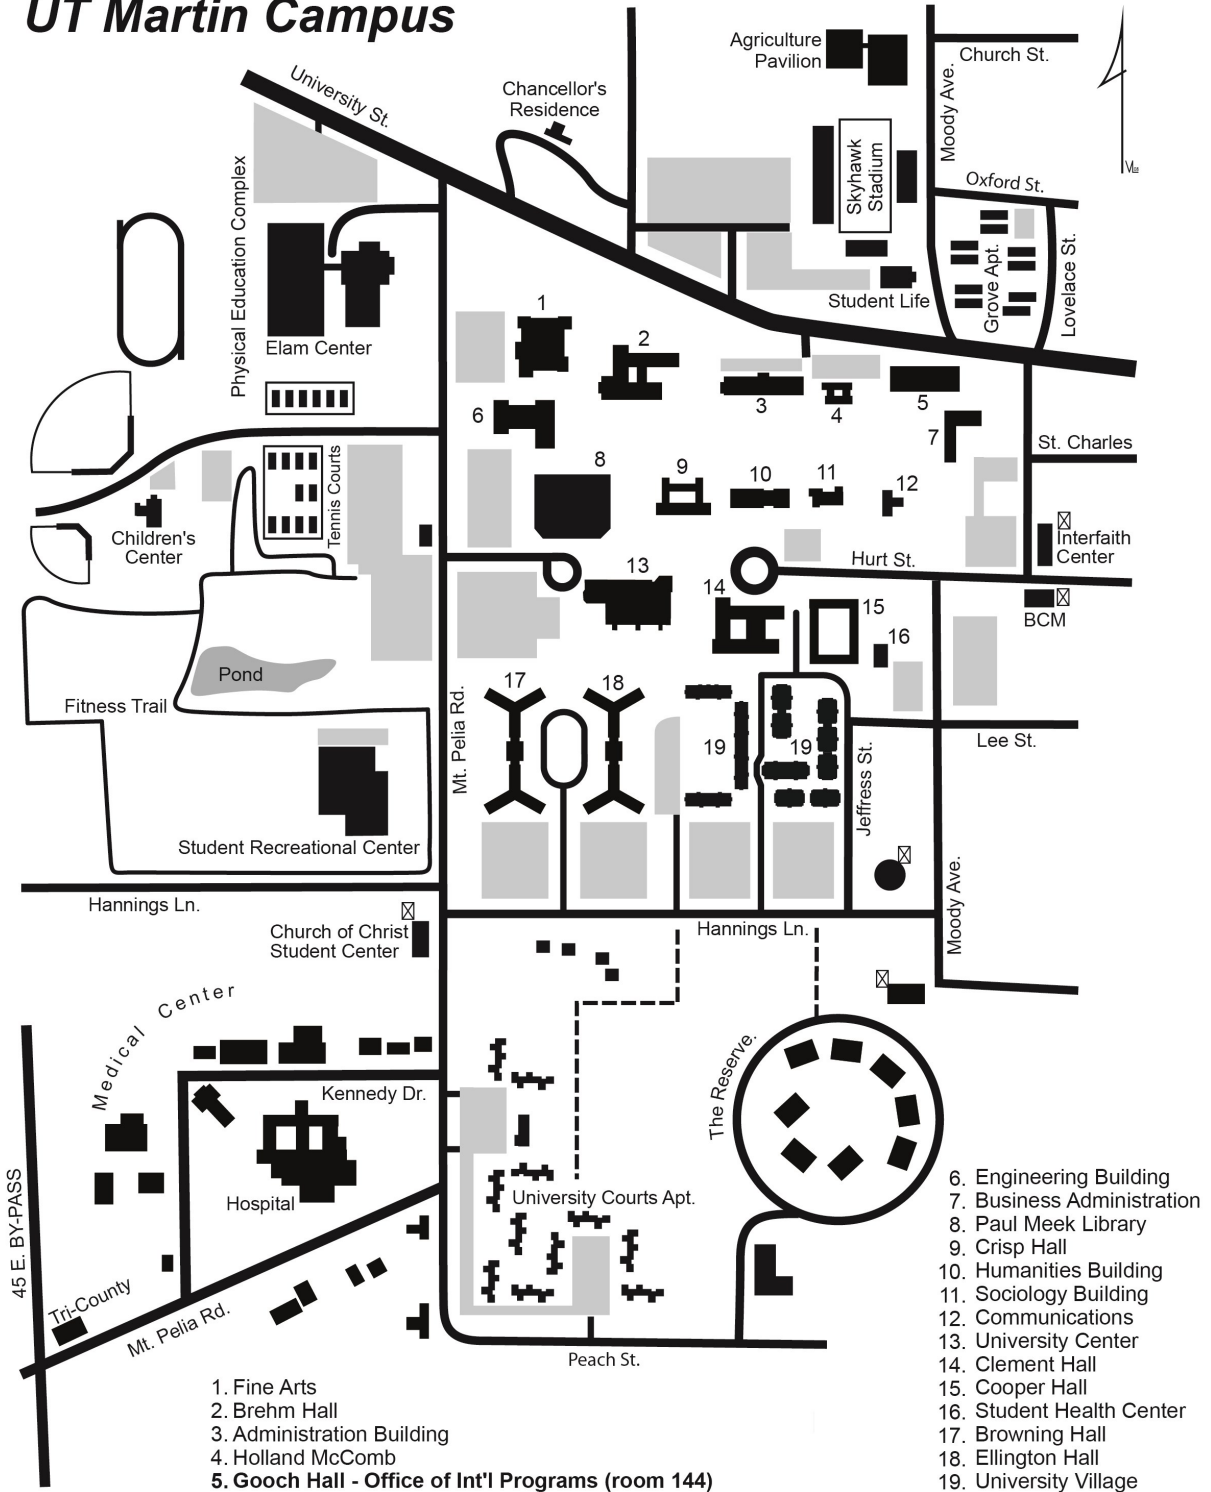 UT Martin Campus
University St.
Chancellor's
Residence
Agriculture
Pavilion
Church St.
Moody Ave.
Skyhawk
Stadium
Oxford St.
Grove Apt.
Lovelace St.
Student Life
Physical Education Complex
Elam Center
1
2
3
4
5
6
7
St. Charles
8
9
10
11
12
Tennis Courts
Children's
Center
Interfaith
Center
Hurt St.
13
14
15
16
BCM
Pond
Fitness Trail
Mt. Pelia Rd.
17
18
19
19
Jeffress St.
Lee St.
Student Recreational Center
Hannings Ln.
Hannings Ln.
Moody Ave.
Church of Christ
Student Center
Medical Center
The Reserve.
Kennedy Dr.
Hospital
University Courts Apt.
45 E. BY-PASS
Tri-County
Mt. Pelia Rd.
Peach St.
1. Fine Arts
2. Brehm Hall
3. Administration Building
4. Holland McComb
5. Gooch Hall - Office of Int'l Programs (room 144)
6. Engineering Building
7. Business Administration
8. Paul Meek Library
9. Crisp Hall
10. Humanities Building
11. Sociology Building
12. Communications
13. University Center
14. Clement Hall
15. Cooper Hall
16. Student Health Center
17. Browning Hall
18. Ellington Hall
19. University Village